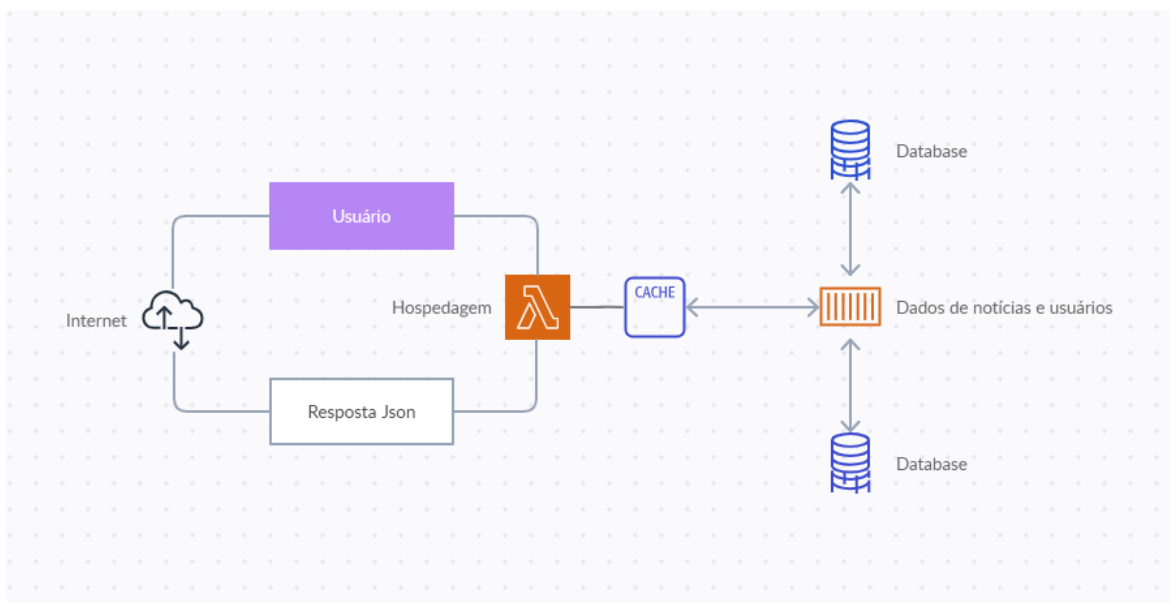 Database
Usuário
CACHE
Internet
Hospedagem
Dados de notícias e usuários
Resposta Json
Database